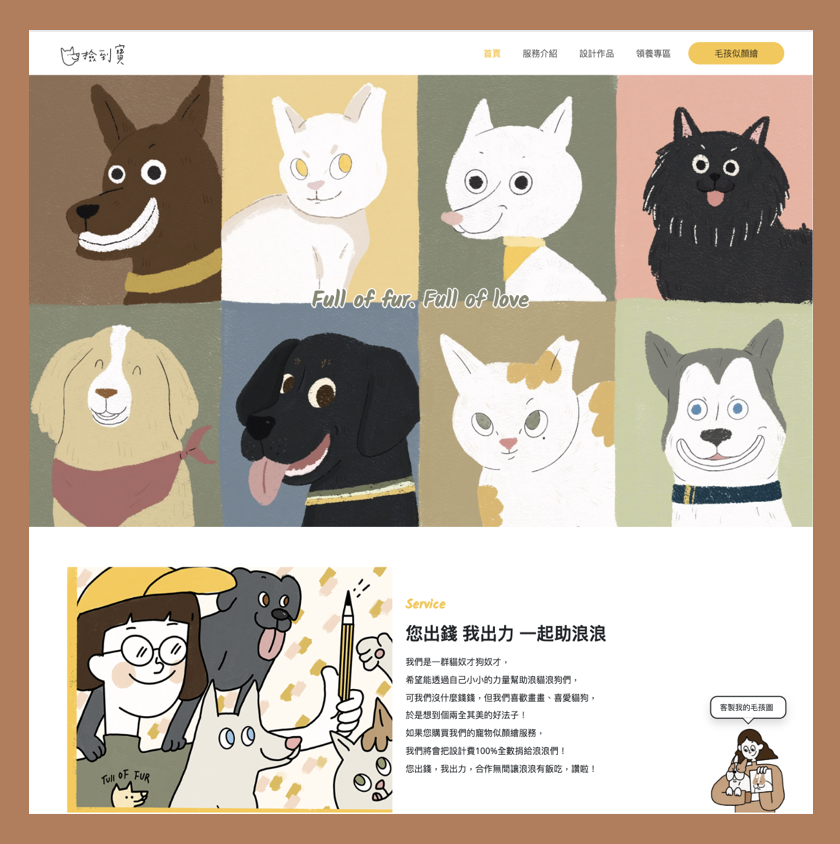 撿到寶
首頁
服務介紹
設計作品
領養專區
毛孩似顏繪
Full of fur. Full of love
Service
您出錢 我出力 一起助浪浪
我們是一群貓奴才狗奴才，
希望能透過自己小小的力量幫助浪貓浪狗們，
可我們沒什麼錢錢，但我們喜歡畫畫、喜愛貓狗，
於是想到個兩全其美的好法子！
如果您購買我們的寵物似顏繪服務，
我們將會把設計費100%全數捐給浪浪們！
您出錢，我出力，合作無間讓浪浪有飯吃，讚啦！
FUll OF FUR
客製我的毛孩圖